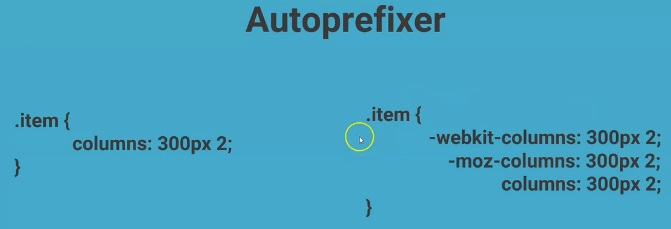 Autoprefixer
.item {
columns: 300px 2;
}
.item {
-webkit-columns: 300px 2;
-moz-columns: 300px 2;
columns: 300px 2;
}